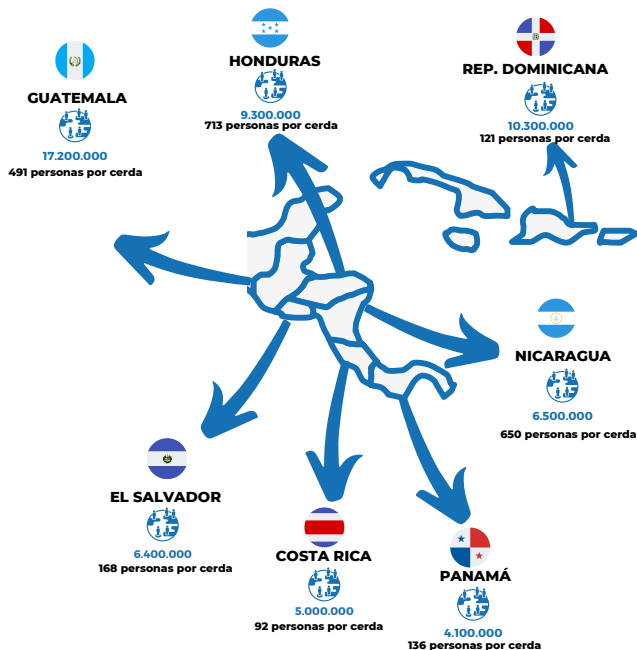 HONDURAS
9.300.000
713 personas por cerda
REP. DOMINICANA
10.300.000
121 personas por cerda
GUATEMALA
17.200.000
491 personas por cerda
NICARAGUA
6.500.000
650 personas por cerda
EL SALVADOR
6.400.000
168 personas por cerda
COSTA RICA
5.000.000
92 personas por cerda
PANAMÁ
4.100.000
136 personas por cerda